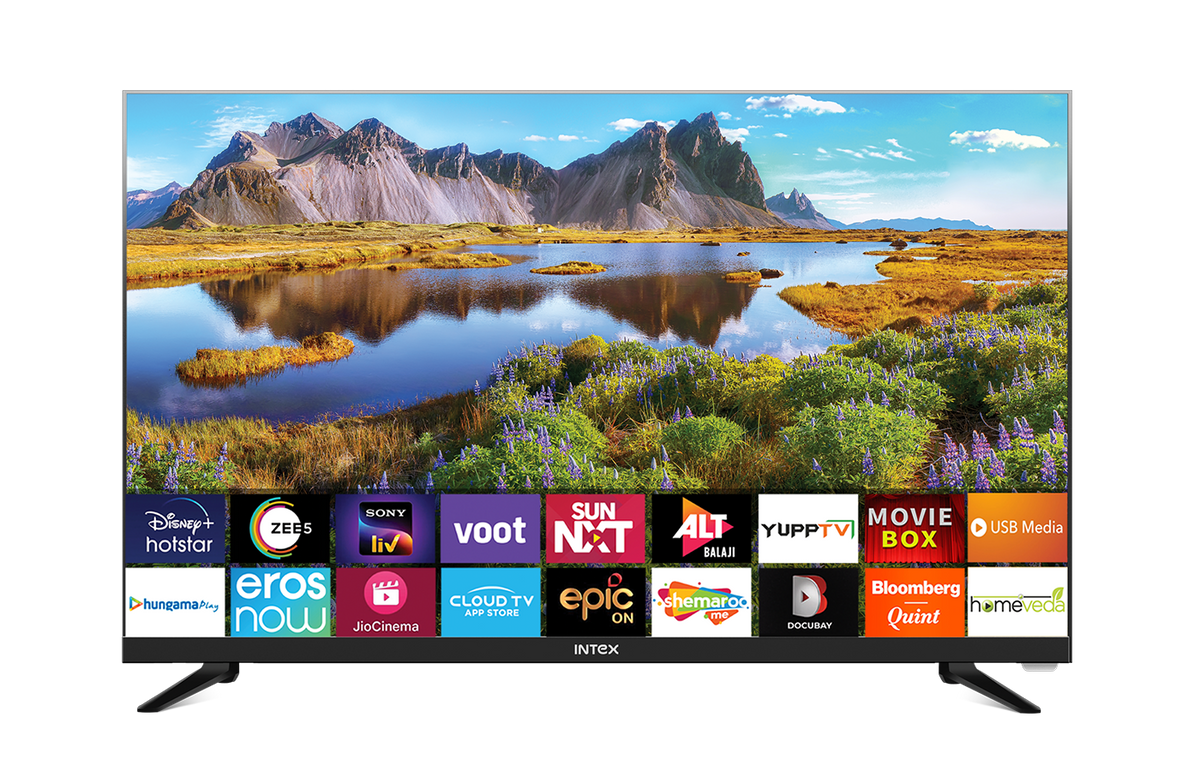 Disney+
hotstar
ZEE5
SONY
liv
voot
SUN
NXT
ALT
BALAJI
YUPPTV
MOVIE
BOX
USB Media
hungama Play
eros
now
JioCinema
CLOUD TV
APP STORE
epic
ON
shemaroo
me
DOCUBAY
Bloomberg
Quint
homeveda
INTEX